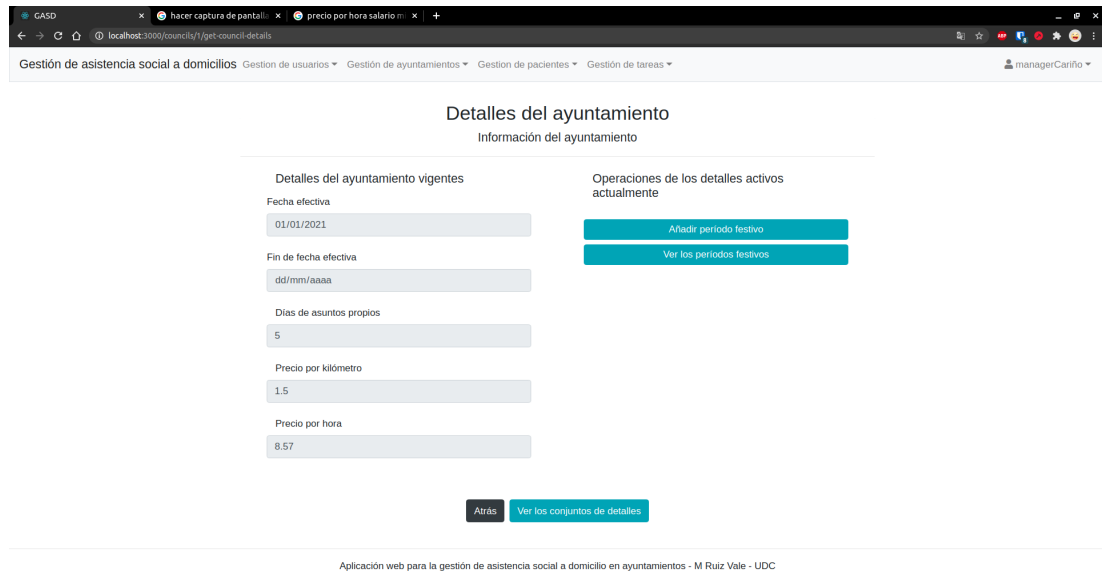 GASD
hacer captura de pantall
precio por hora salario m
localhost:3000/councils/1/get-council-details
Gestión de asistencia social a domicilios Gestion de usuarios Gestión de ayuntamientos Gestion de pacientes Gestión de tareas managerCariño
Detalles del ayuntamiento
Información del ayuntamiento
Detalles del ayuntamiento vigentes
Fecha efectiva
01/01/2021
Fin de fecha efectiva
dd/mm/aaaa
Días de asuntos propios
5
Precio por kilómetro
1.5
Precio por hora
8.57
Operaciones de los detalles activos
actualmente
Añadir período festivo
Ver los períodos festivos
Atrás Ver los conjuntos de detalles
Aplicación web para la gestión de asistencia social a domicilio en ayuntamientos - M Ruiz Vale - UDC